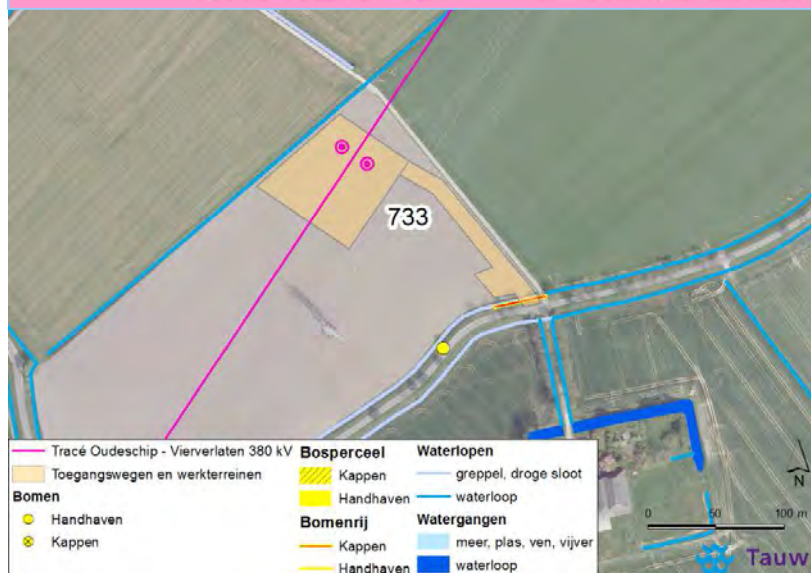 733
Tracé Oudeschip - Vierverlaten 380 kV
Toegangswegen en werkterreinen
Bomen
Handhaven
Kappen
Bosperceel
Kappen
Handhaven
Bomenrij
Kappen
Handhaven
Waterlopen
greppel, droge sloot
waterloop
Watergangen
meer, plas, ven, vijver
waterloop
N
0 50 100 m
Tauw